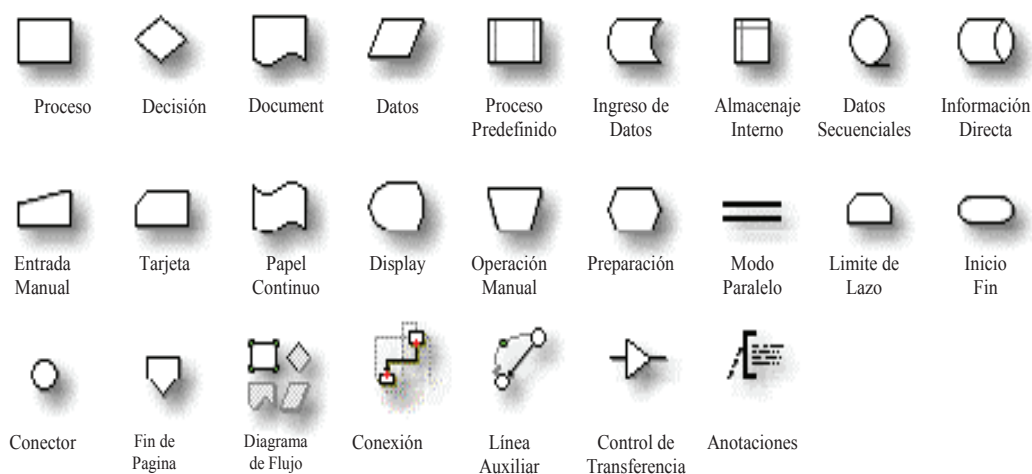 Proceso Decisión Document Datos Proceso Predefinido Ingreso de Datos Almacenaje Interno Datos Secuenciales Información Directa
Entrada Manual Tarjeta Papel Continuo Display Operación Manual Preparación Modo Paralelo Limite de Lazo Inicio Fin
Conector Fin de Pagina Diagrama de Flujo Conexión Línea Auxiliar Control de Transferencia Anotaciones